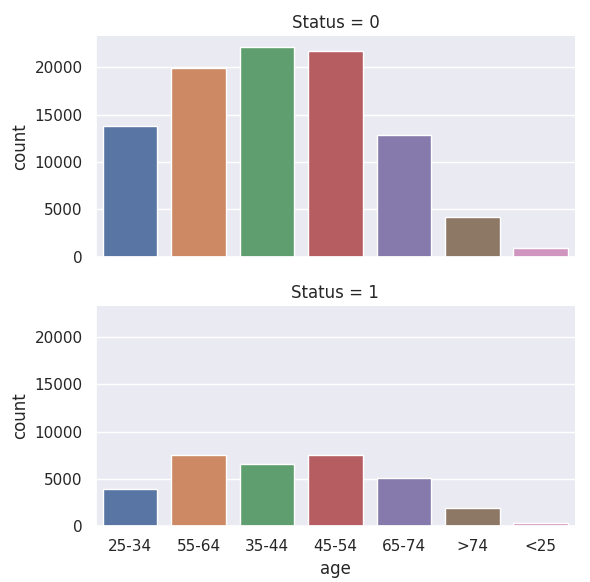 Status = 0
20000
15000
10000
5000
0
count
Status = 1
20000
15000
10000
5000
0
count
25-34 55-64 35-44 45-54 65-74 >74 <25
age